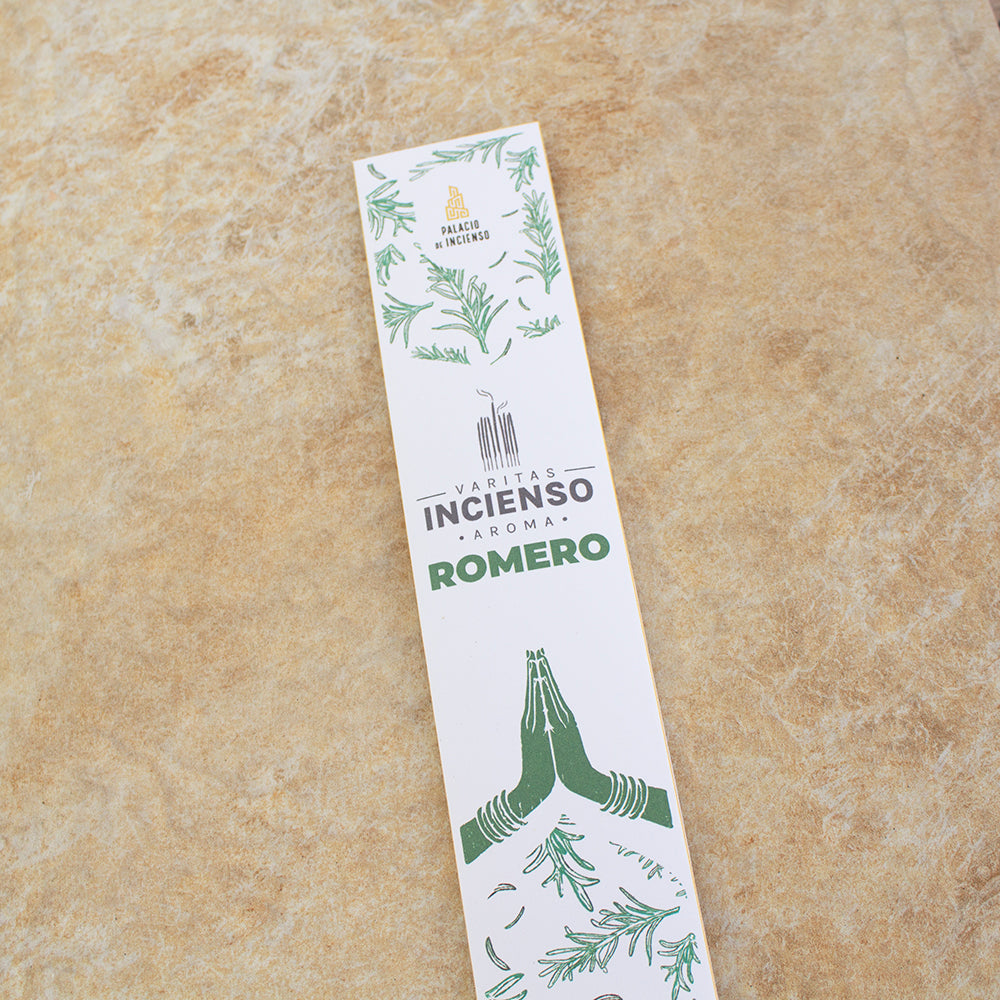 PALACIO
DE INCIENSO
VARITAS
INCIENSO
• AROMA •
ROMERO